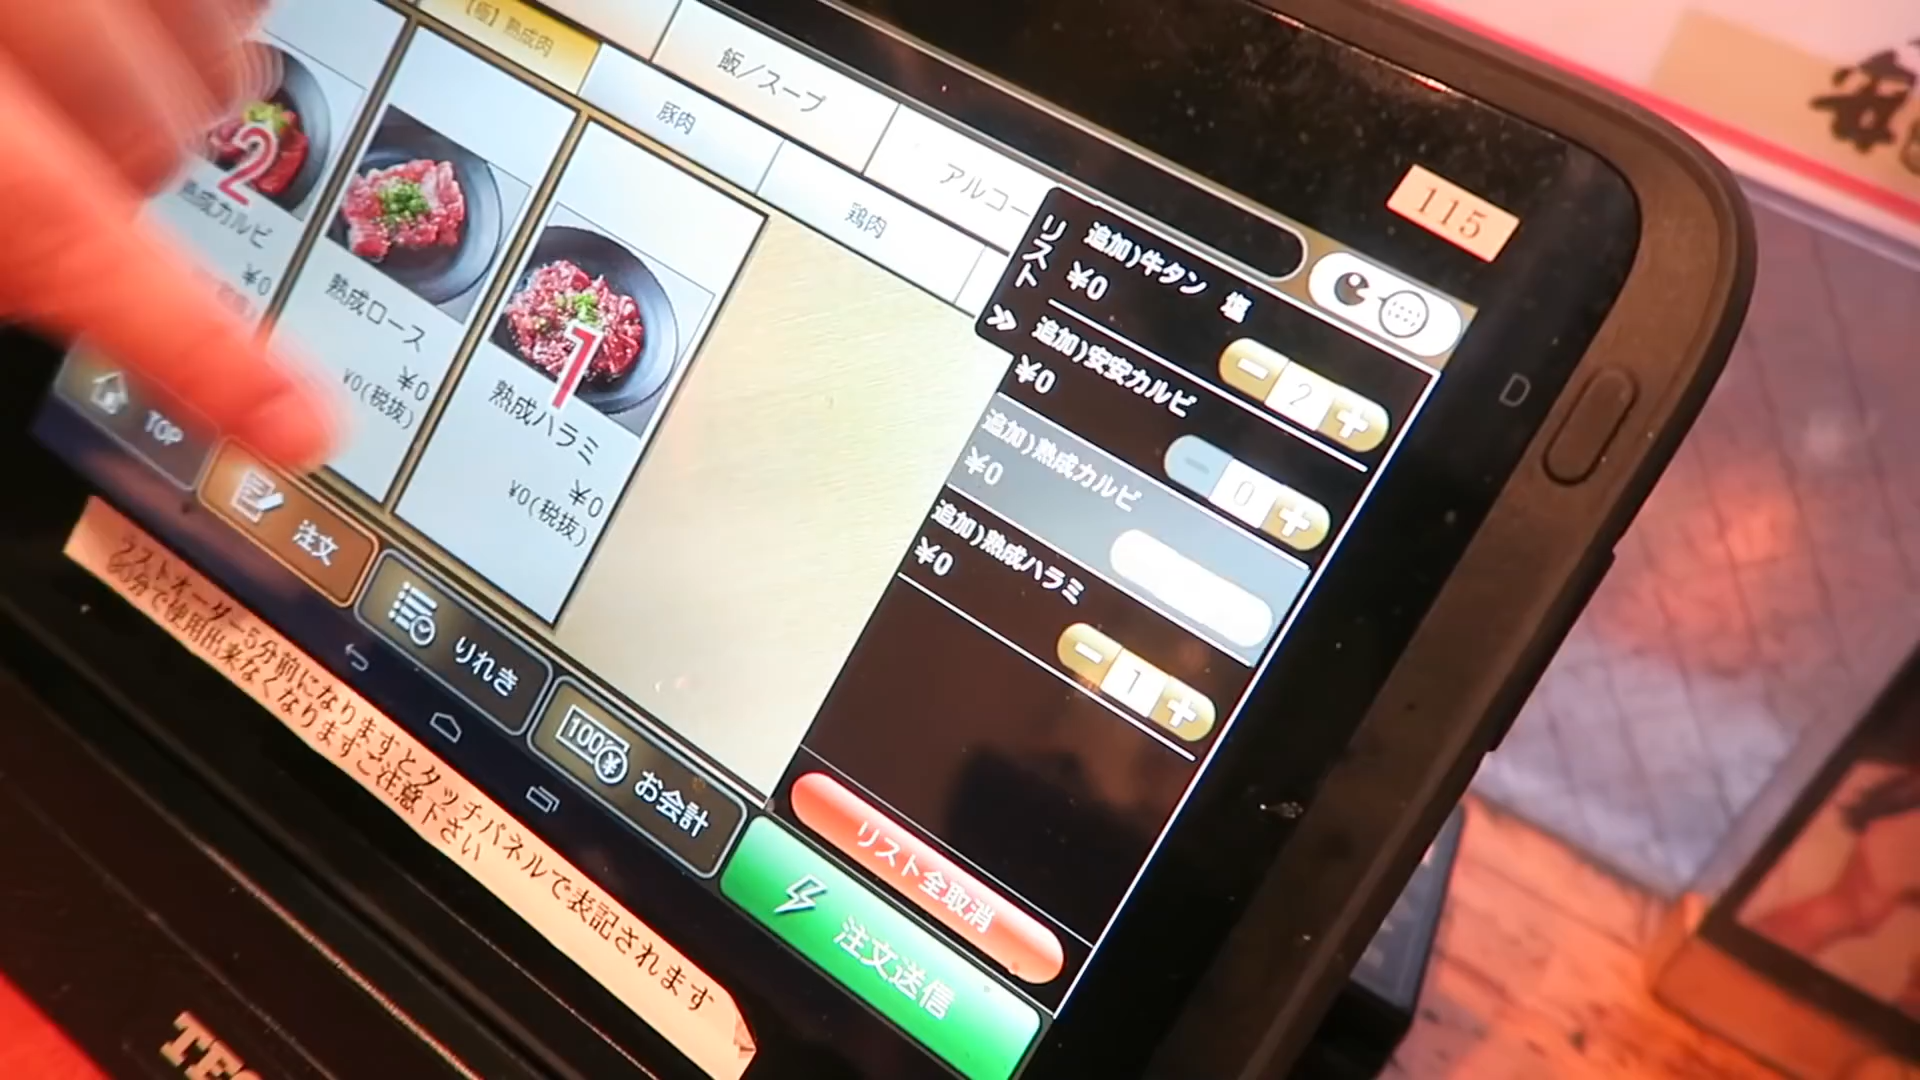 【極】熟成肉
飯／スープ
豚肉
アルコー
鶏肉
2
熟成カルビ
¥0
熟成ロース
¥0
¥0(税抜)
1
熟成ハラミ
¥0
¥0(税抜)
リスト
追加)牛タン 塩
¥0
2
追加)安安カルビ
¥0
0
追加)熟成カルビ
¥0
追加)熟成ハラミ
¥0
1
リスト全取消
注文送信
TOP
注文
りれき
100
お会計
115
D
安
ラストオーダー5分前になりますとタッチパネルで表記されます
80分で使用出来なくなりますご注意下さい
TEC